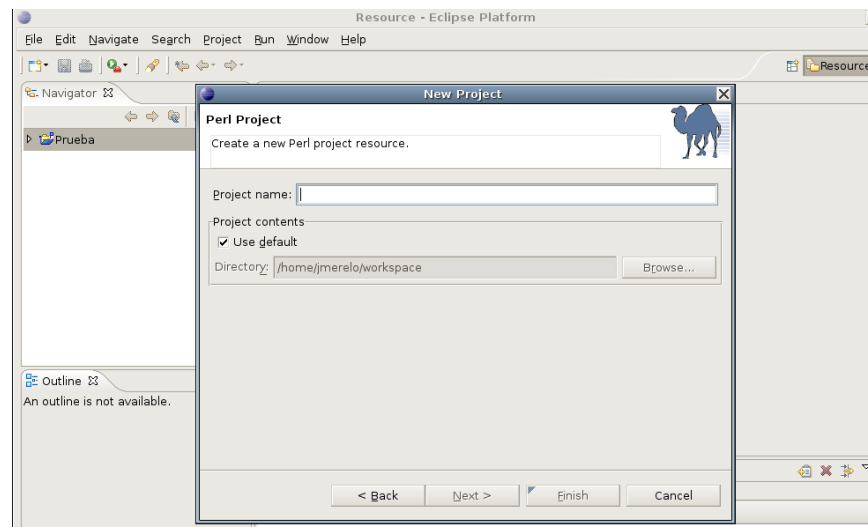 Resource - Eclipse Platform
File Edit Navigate Search Project Run Window Help
Resource
Navigator
Prueba
New Project
Perl Project
Create a new Perl project resource.
Project name:
Project contents
Use default
Directory: /home/jmerelo/workspace
Browse...
Outline
An outline is not available.
< Back Next > Finish Cancel